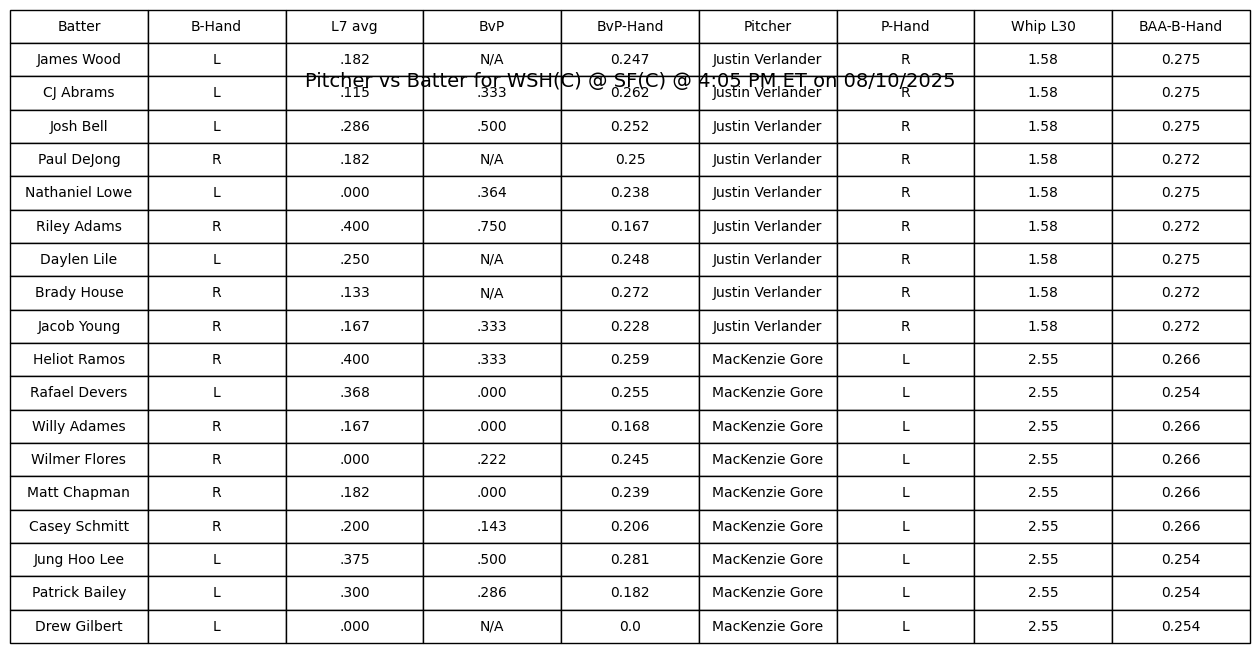 Batter B-Hand L7 avg BvP BvP-Hand Pitcher P-Hand Whip L30 BAA-B-Hand
James Wood L .182 N/A 0.247 Justin Verlander R 1.58 0.275
Pitcher vs Batter for WSH(C) @ SF(C) @ 4:05 PM ET on 08/10/2025
CJ Abrams L .115 .333 0.262 Justin Verlander R 1.58 0.275
Josh Bell L .286 .500 0.252 Justin Verlander R 1.58 0.275
Paul DeJong R .182 N/A 0.25 Justin Verlander R 1.58 0.272
Nathaniel Lowe L .000 .364 0.238 Justin Verlander R 1.58 0.275
Riley Adams R .400 .750 0.167 Justin Verlander R 1.58 0.272
Daylen Lile L .250 N/A 0.248 Justin Verlander R 1.58 0.275
Brady House R .133 N/A 0.272 Justin Verlander R 1.58 0.272
Jacob Young R .167 .333 0.228 Justin Verlander R 1.58 0.272
Heliot Ramos R .400 .333 0.259 MacKenzie Gore L 2.55 0.266
Rafael Devers L .368 .000 0.255 MacKenzie Gore L 2.55 0.254
Willy Adames R .167 .000 0.168 MacKenzie Gore L 2.55 0.266
Wilmer Flores R .000 .222 0.245 MacKenzie Gore L 2.55 0.266
Matt Chapman R .182 .000 0.239 MacKenzie Gore L 2.55 0.266
Casey Schmitt R .200 .143 0.206 MacKenzie Gore L 2.55 0.266
Jung Hoo Lee L .375 .500 0.281 MacKenzie Gore L 2.55 0.254
Patrick Bailey L .300 .286 0.182 MacKenzie Gore L 2.55 0.254
Drew Gilbert L .000 N/A 0.0 MacKenzie Gore L 2.55 0.254